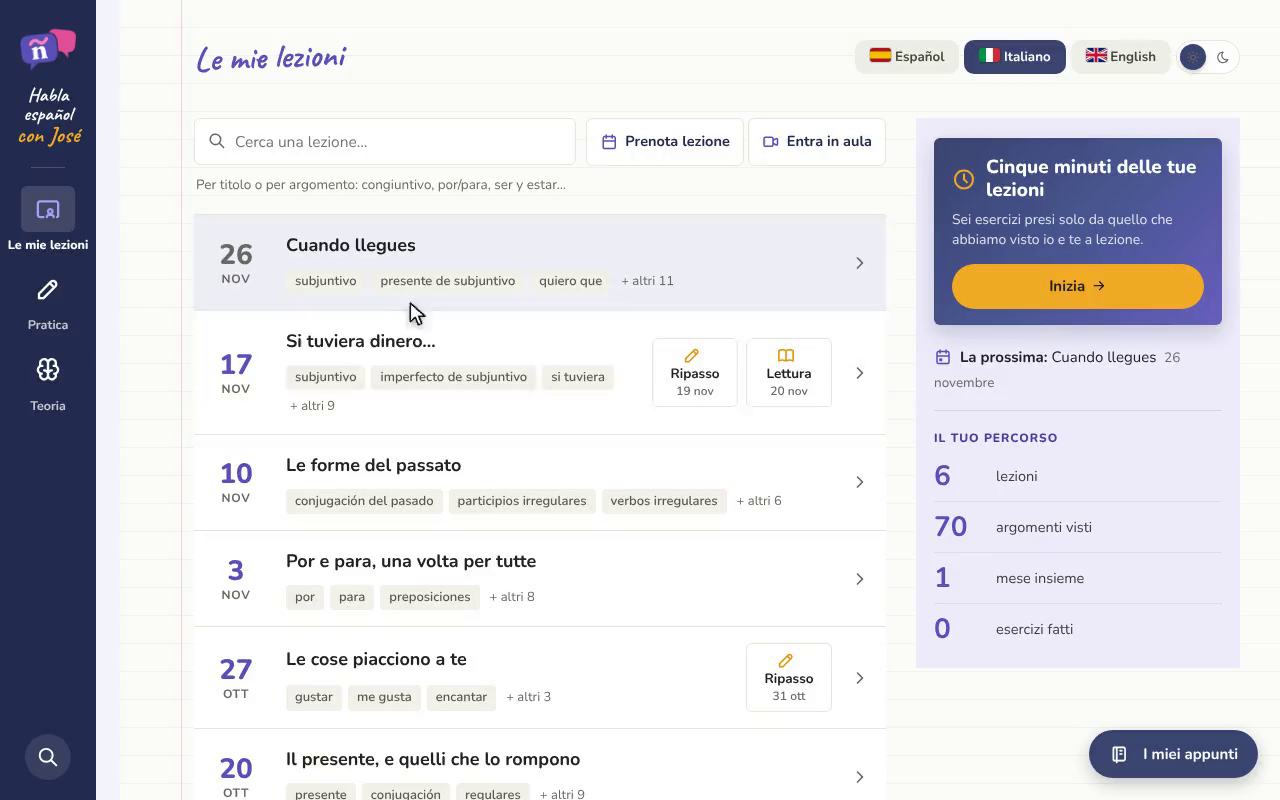 ñ
Habla
español
con José
Le mie lezioni
Pratica
Teoria
Le mie lezioni
Español
Italiano
English
Cerca una lezione...
Prenota lezione
Entra in aula
Per titolo o per argomento: congiuntivo, por/para, ser y estar...
26
NOV
Cuando llegues
subjuntivo
presente de subjuntivo
quiero que
+ altri 11
17
NOV
Si tuviera dinero...
subjuntivo
imperfecto de subjuntivo
si tuviera
+ altri 9
Ripasso
19 nov
Lettura
20 nov
10
NOV
Le forme del passato
conjugación del pasado
participios irregulares
verbos irregulares
+ altri 6
3
NOV
Por e para, una volta per tutte
por
para
preposiciones
+ altri 8
27
OTT
Le cose piacciono a te
gustar
me gusta
encantar
+ altri 3
Ripasso
31 ott
20
OTT
Il presente, e quelli che lo rompono
presente
conjugación
regulares
+ altri 9
Cinque minuti delle tue
lezioni
Sei esercizi presi solo da quello che
abbiamo visto io e te a lezione.
Inizia →
La prossima: Cuando llegues 26
novembre
IL TUO PERCORSO
6 lezioni
70 argomenti visti
1 mese insieme
0 esercizi fatti
I miei appunti